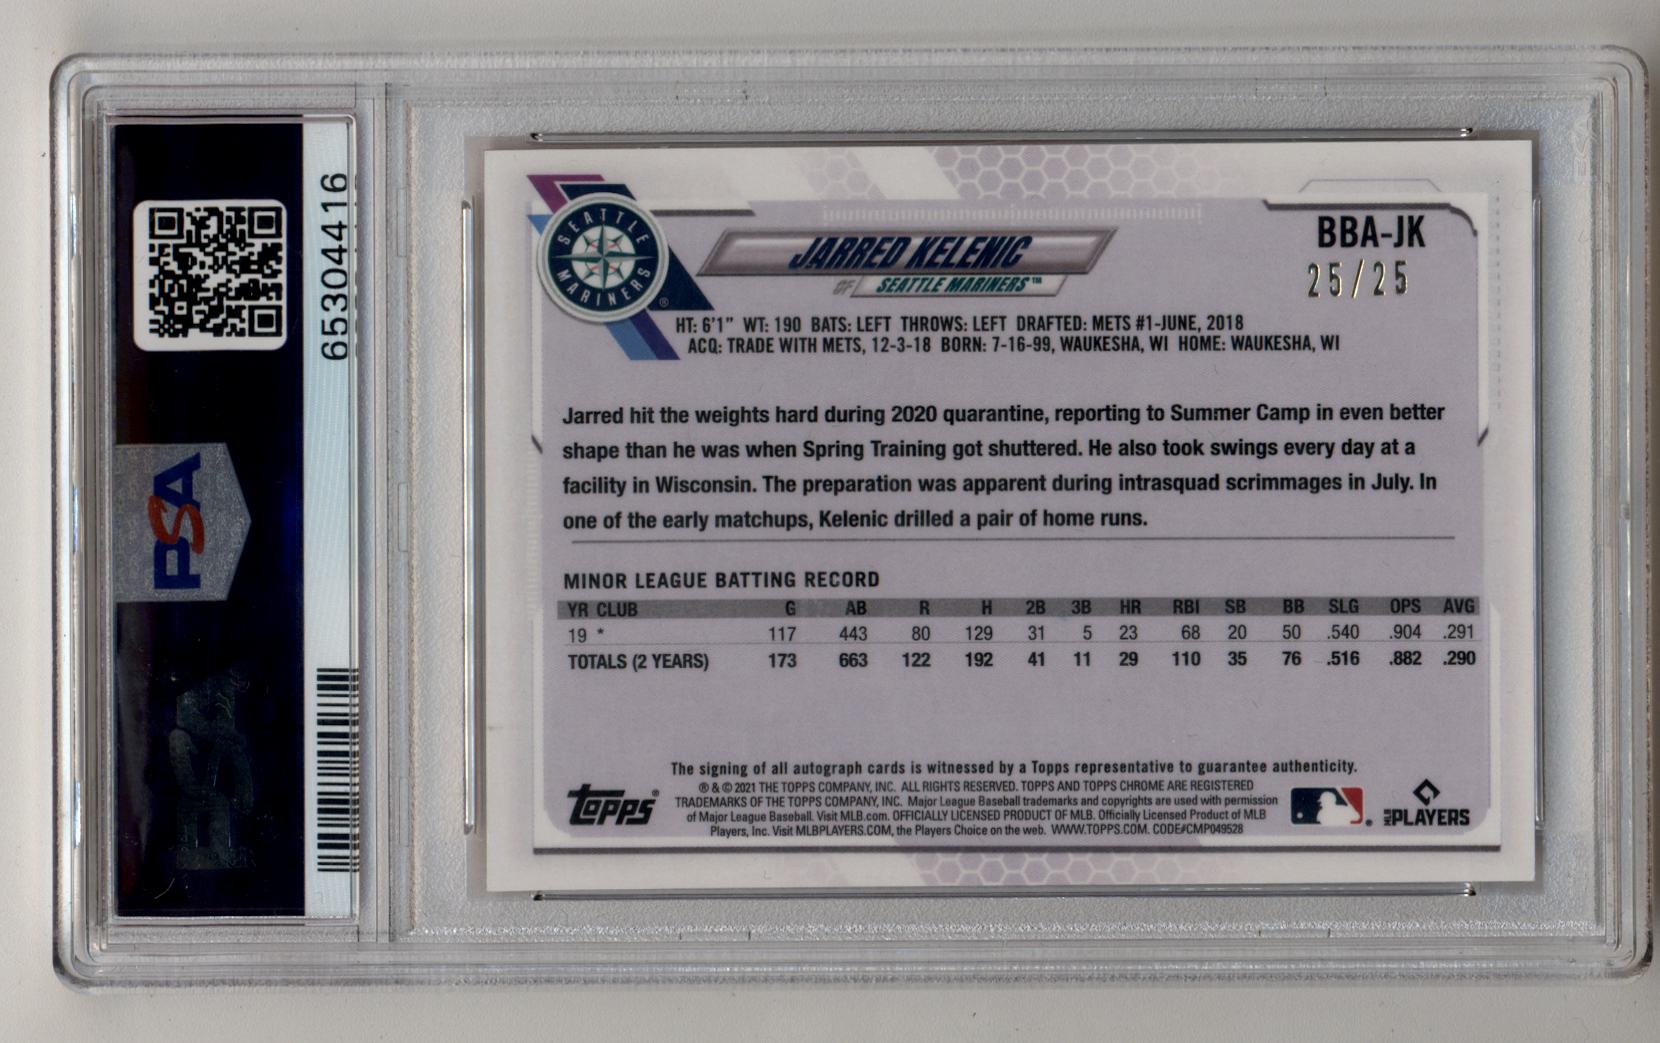 65304416
PSA
SEATTLE MARINERS ®
JARRED KELENIC
OF SEATTLE MARINERS™
BBA-JK
25/25
HT: 6'1" WT: 190 BATS: LEFT THROWS: LEFT DRAFTED: METS #1-JUNE, 2018
ACQ: TRADE WITH METS, 12-3-18 BORN: 7-16-99, WAUKESHA, WI HOME: WAUKESHA, WI
Jarred hit the weights hard during 2020 quarantine, reporting to Summer Camp in even better
shape than he was when Spring Training got shuttered. He also took swings every day at a
facility in Wisconsin. The preparation was apparent during intrasquad scrimmages in July. In
one of the early matchups, Kelenic drilled a pair of home runs.
MINOR LEAGUE BATTING RECORD
YR CLUB G AB R H 2B 3B HR RBI SB BB SLG OPS AVG
19 * 117 443 80 129 31 5 23 68 20 50 .540 .904 .291
TOTALS (2 YEARS) 173 663 122 192 41 11 29 110 35 76 .516 .882 .290
The signing of all autograph cards is witnessed by a Topps representative to guarantee authenticity.
Topps®
® & © 2021 THE TOPPS COMPANY, INC. ALL RIGHTS RESERVED. TOPPS AND TOPPS CHROME ARE REGISTERED
TRADEMARKS OF THE TOPPS COMPANY, INC. Major League Baseball trademarks and copyrights are used with permission
of Major League Baseball. Visit MLB.com. OFFICIALLY LICENSED PRODUCT OF MLB. Officially Licensed Product of MLB
Players, Inc. Visit MLBPLAYERS.COM, the Players Choice on the web. WWW.TOPPS.COM. CODE#CMP049528
MLB PLAYERS
PSA